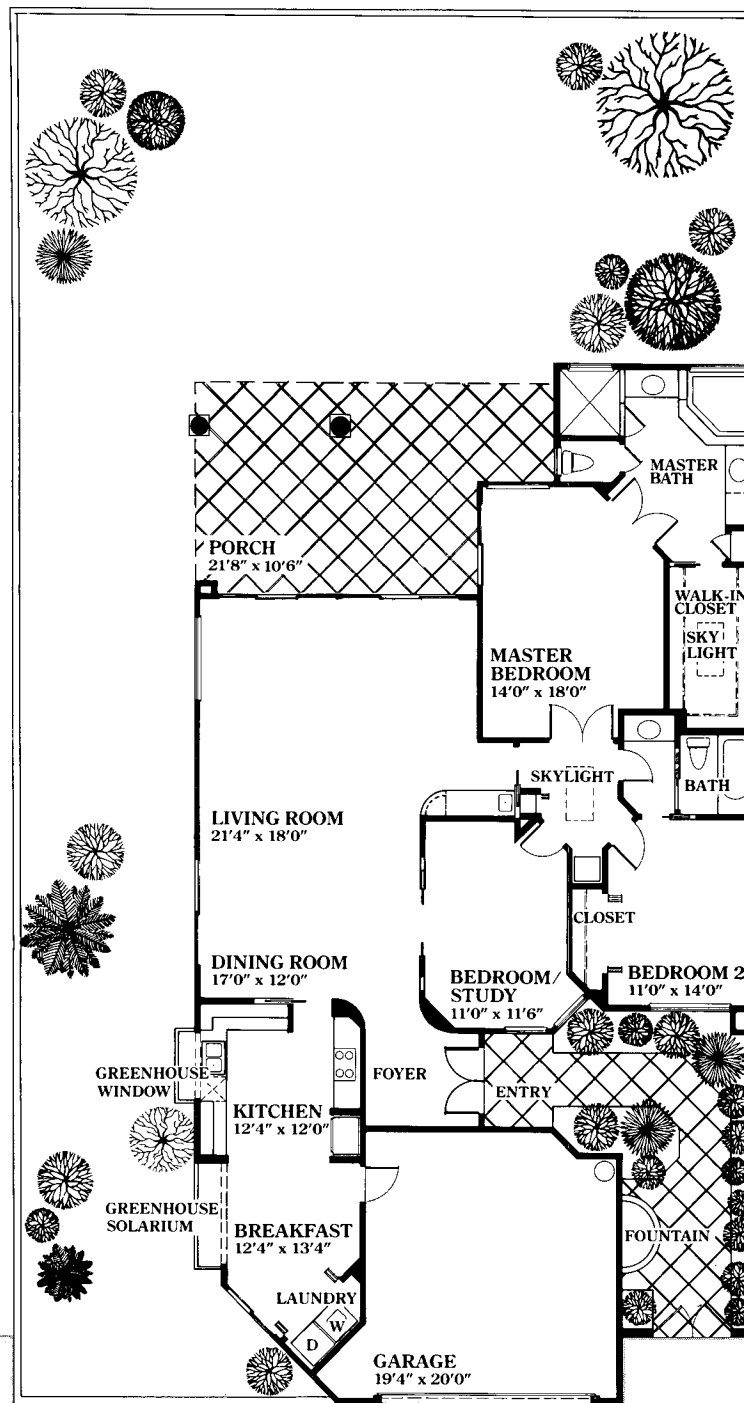 MASTER
BATH
PORCH
21'8" x 10'6"
WALK-IN
CLOSET
SKY
LIGHT
MASTER
BEDROOM
14'0" x 18'0"
SKYLIGHT
BATH
LIVING ROOM
21'4" x 18'0"
CLOSET
DINING ROOM
17'0" x 12'0"
BEDROOM/
STUDY
11'0" x 11'6"
BEDROOM 2
11'0" x 14'0"
GREENHOUSE
WINDOW
FOYER
ENTRY
KITCHEN
12'4" x 12'0"
GREENHOUSE
SOLARIUM
BREAKFAST
12'4" x 13'4"
FOUNTAIN
LAUNDRY
W
D
GARAGE
19'4" x 20'0"